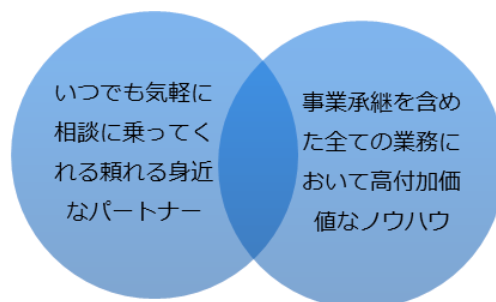 いつでも気軽に
相談に乗ってく
れる頼れる身近
なパートナー
事業承継を含め
た全ての業務に
おいて高付加価
値なノウハウ